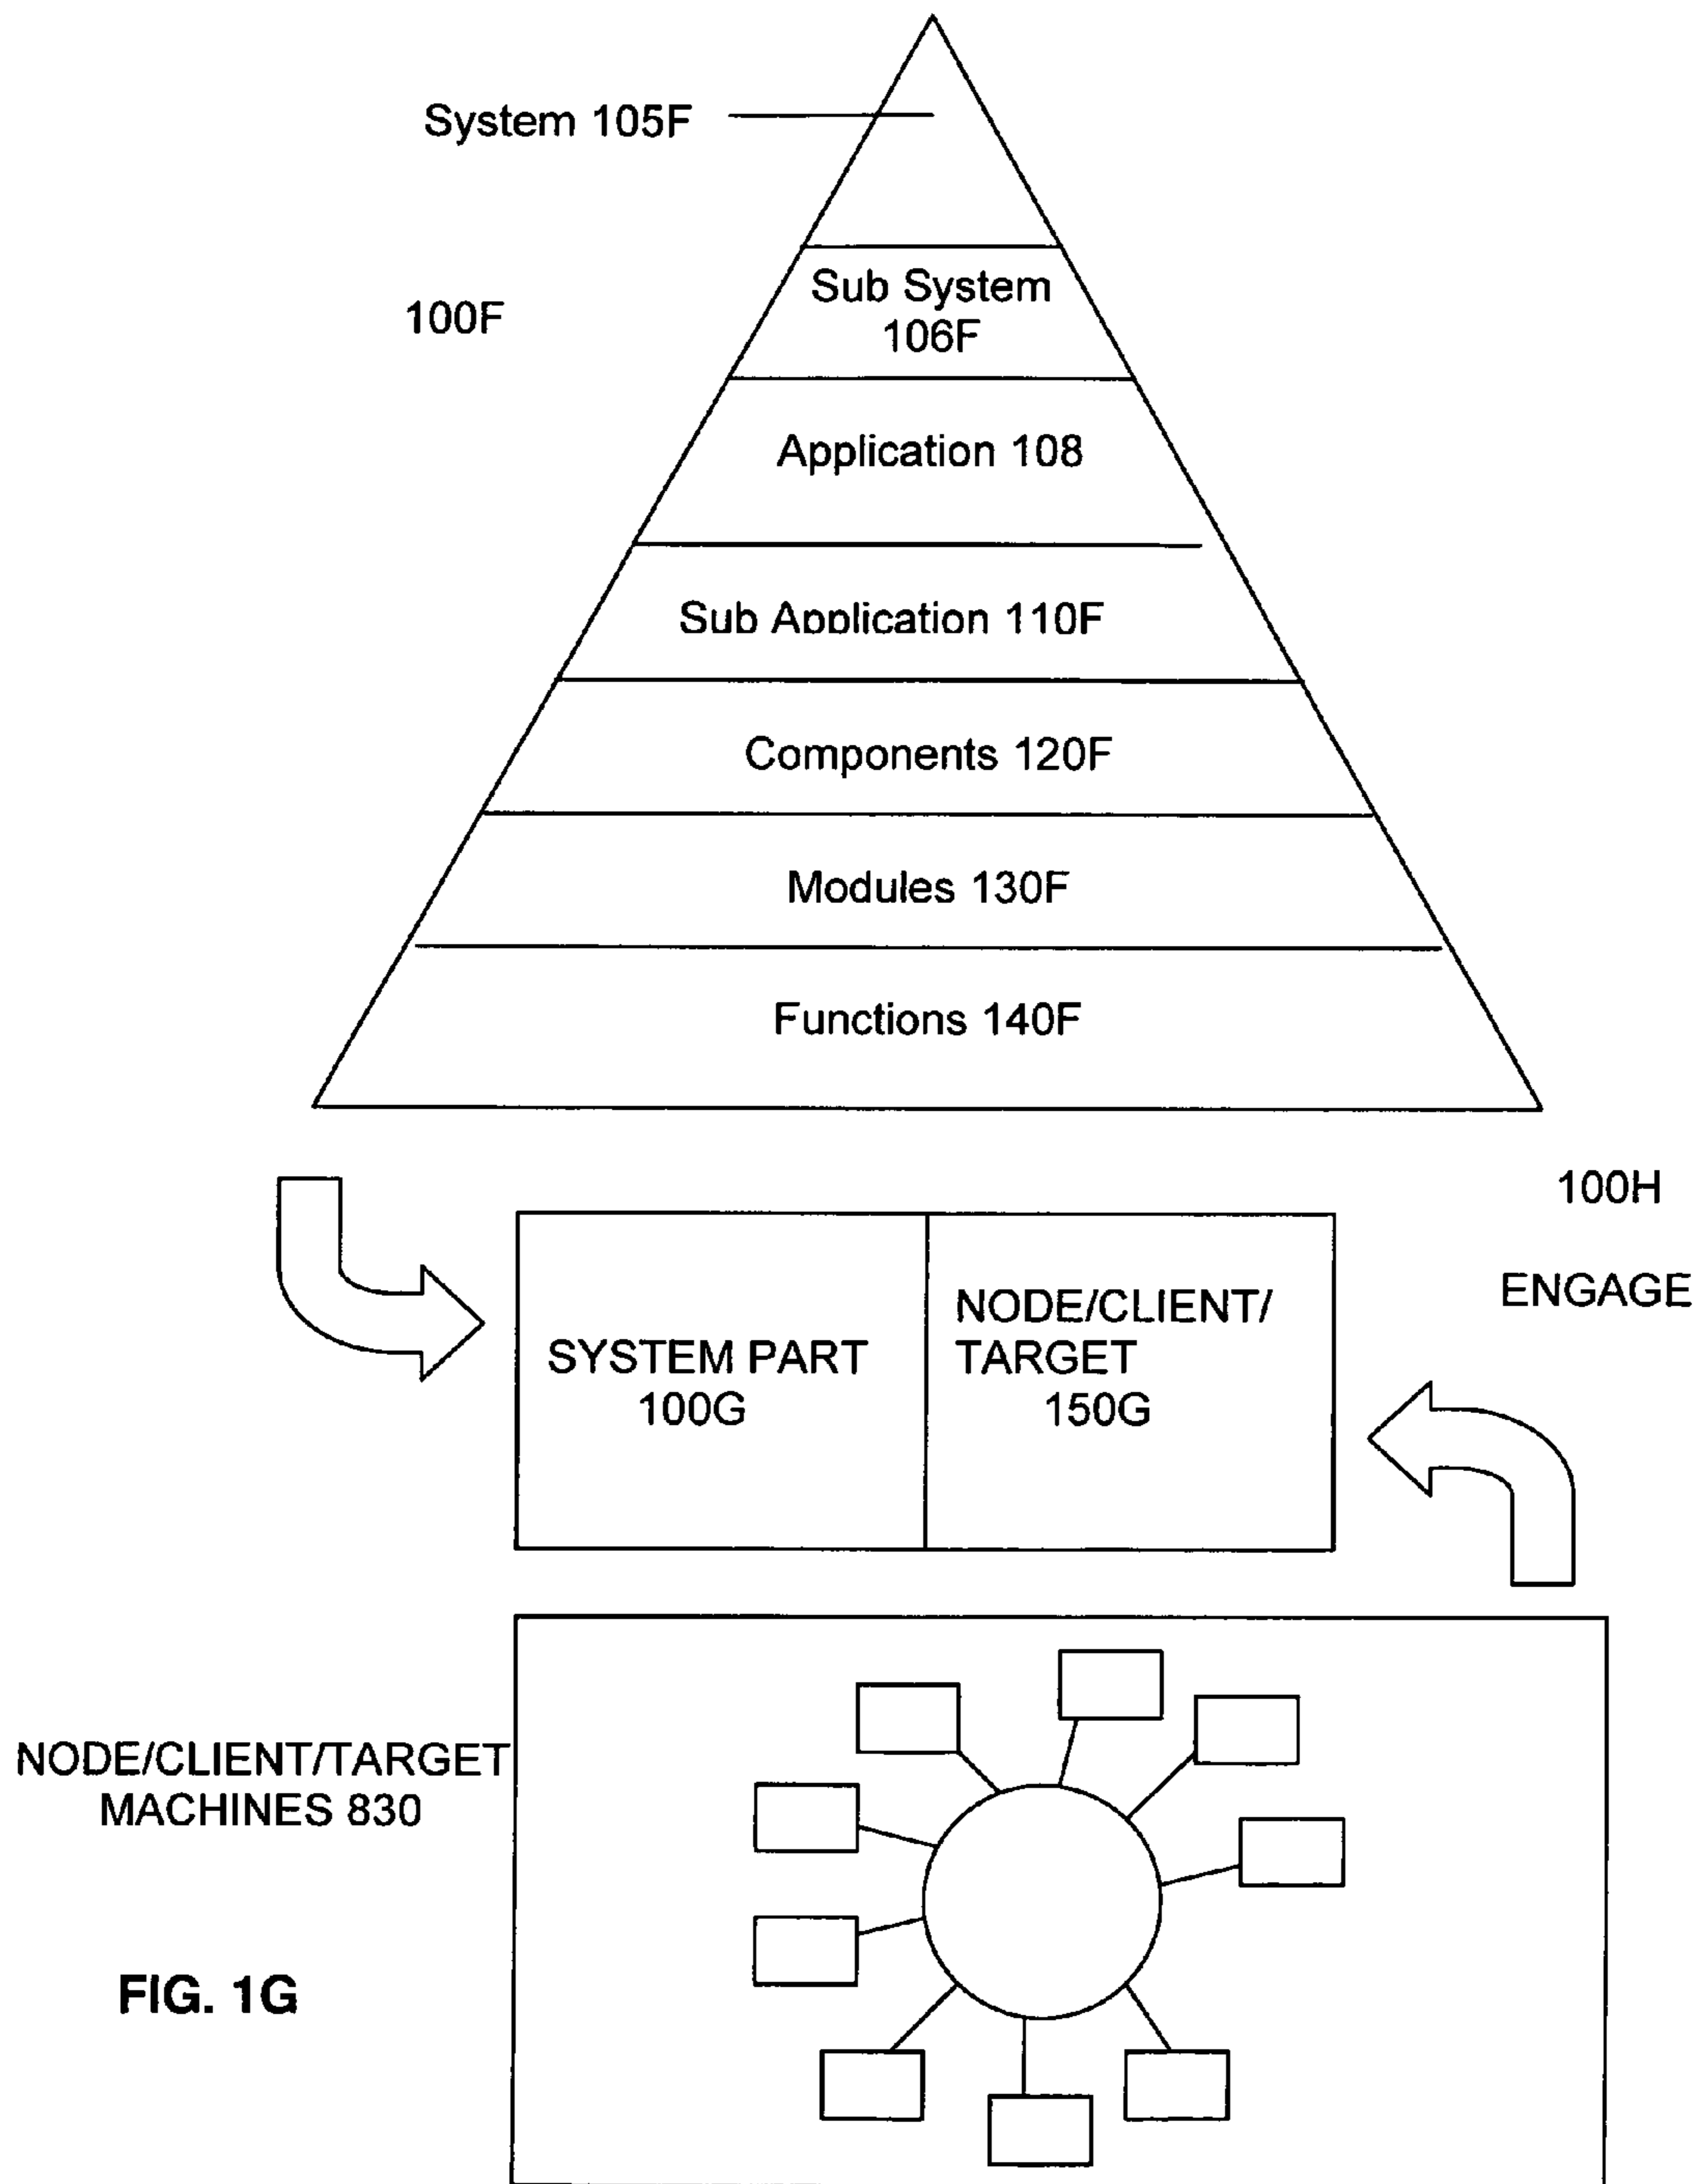 System 105F
Sub System
106F
100F
Application 108
Sub Application 110F
Components 120F
Modules 130F
Functions 140F
100H
ENGAGE
SYSTEM PART
100G
NODE/CLIENT/
TARGET
150G
NODE/CLIENT/TARGET
MACHINES 830
FIG. 1G